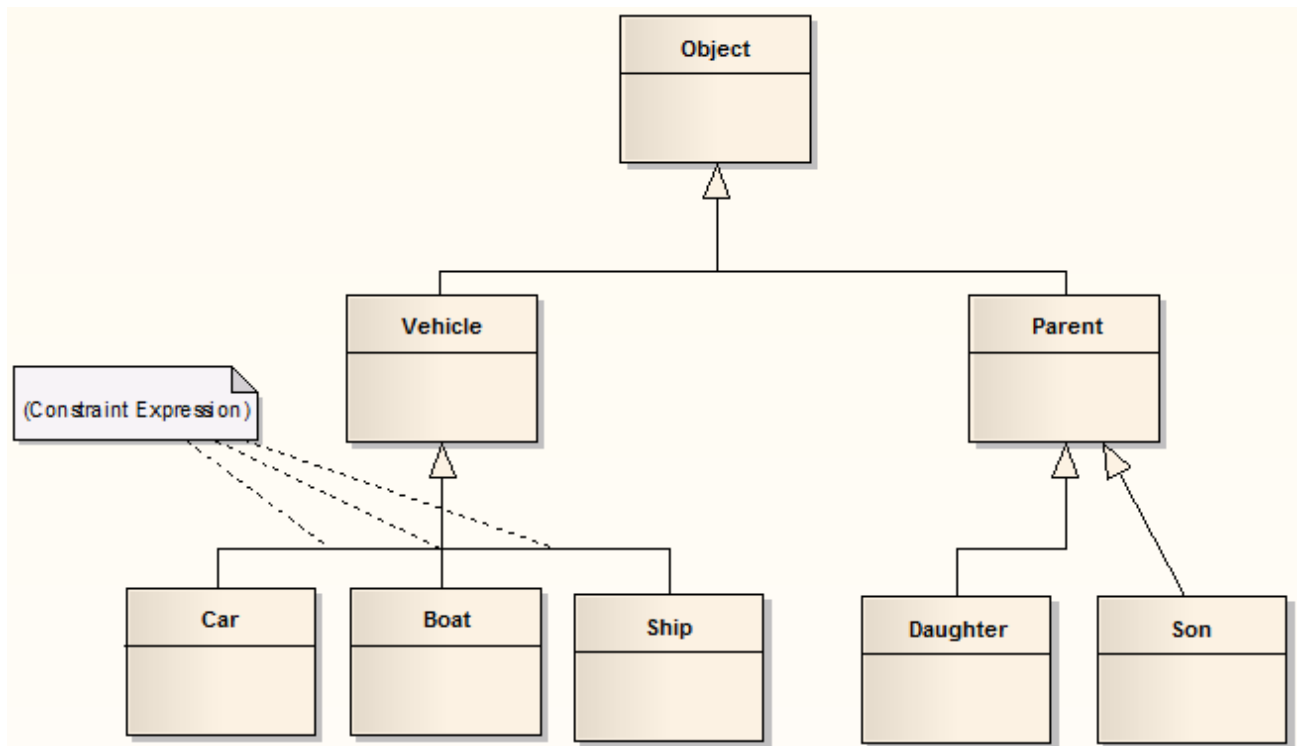 Object
Vehicle
Parent
(Constraint Expression)
Car
Boat
Ship
Daughter
Son